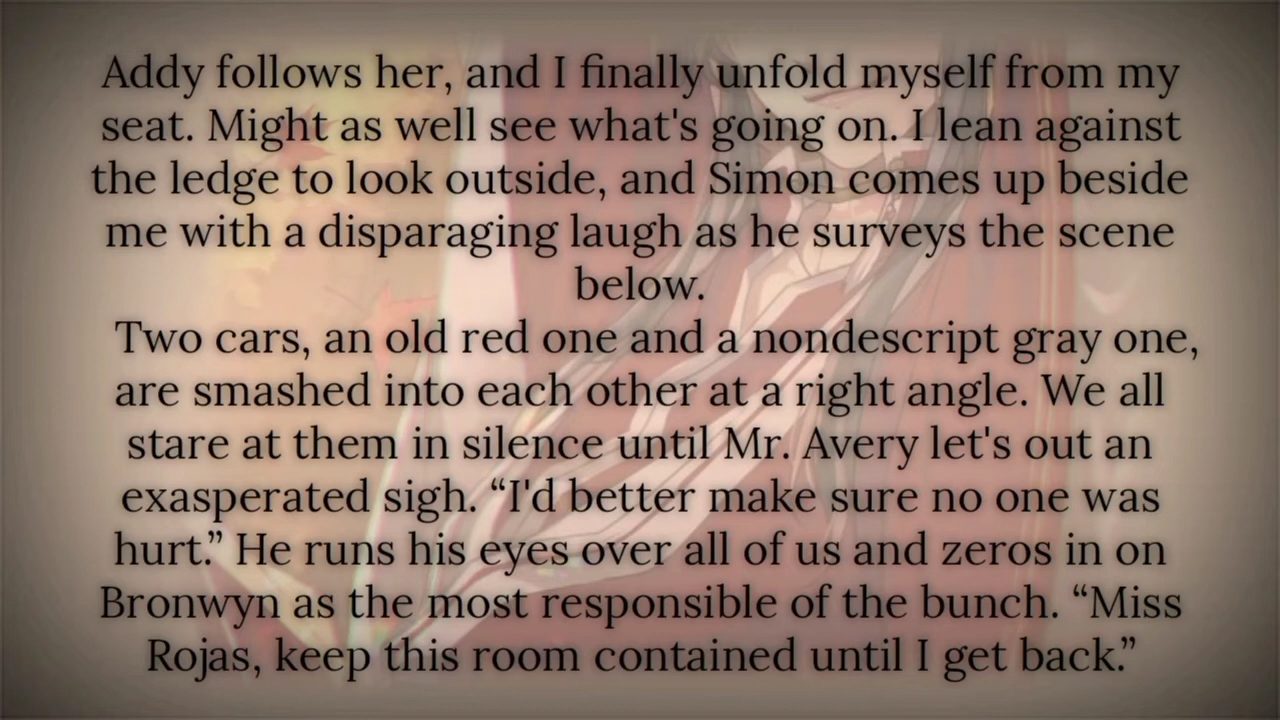 Addy follows her, and I finally unfold myself from my
seat. Might as well see what's going on. I lean against
the ledge to look outside, and Simon comes up beside
me with a disparaging laugh as he surveys the scene
below.
Two cars, an old red one and a nondescript gray one,
are smashed into each other at a right angle. We all
stare at them in silence until Mr. Avery let's out an
exasperated sigh. “I'd better make sure no one was
hurt.” He runs his eyes over all of us and zeros in on
Bronwyn as the most responsible of the bunch. “Miss
Rojas, keep this room contained until I get back.”